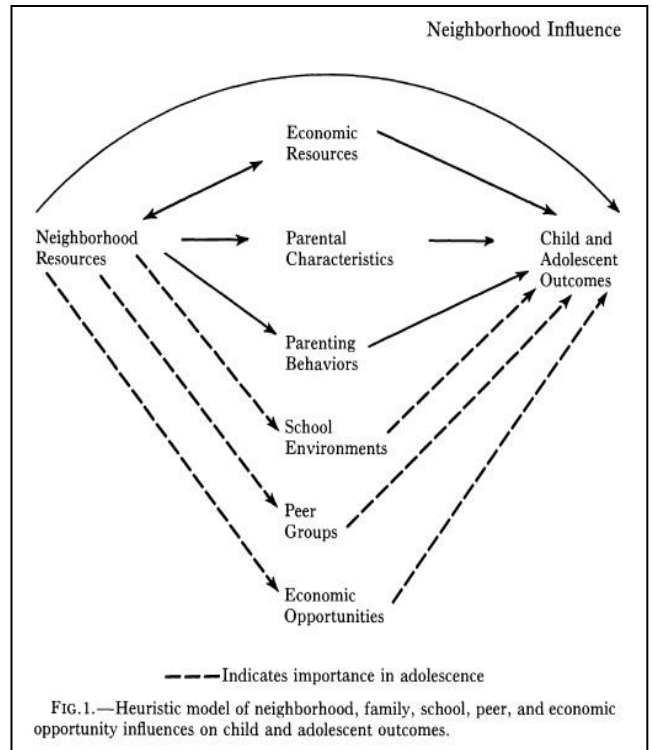 Neighborhood Influence
Economic
Resources
Neighborhood
Resources
Parental
Characteristics
Child and
Adolescent
Outcomes
Parenting
Behaviors
School
Environments
Peer
Groups
Economic
Opportunities
Indicates importance in adolescence
FIG.1.—Heuristic model of neighborhood, family, school, peer, and economic
opportunity influences on child and adolescent outcomes.